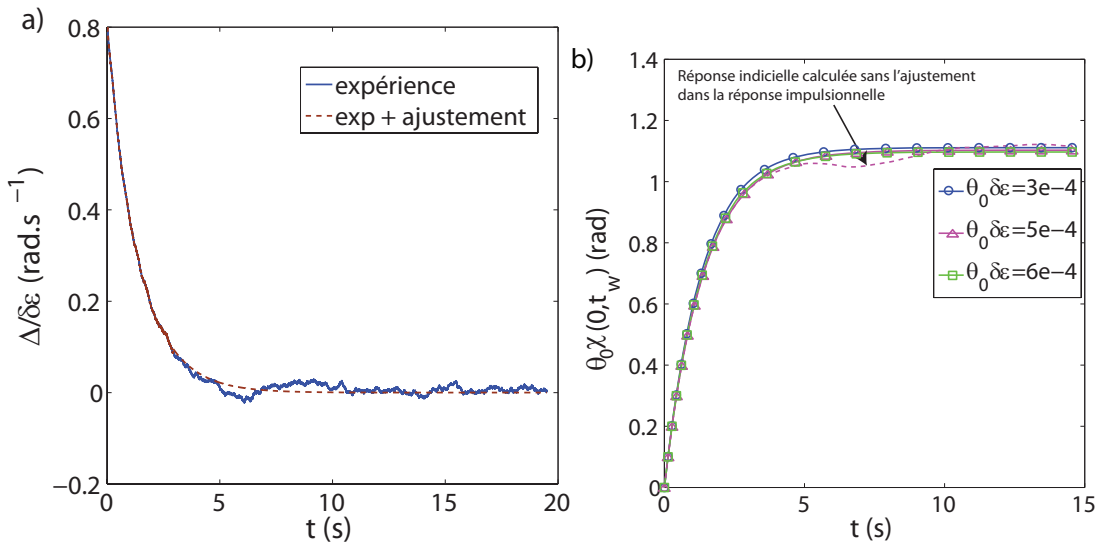 a)
0.8
0.6
0.4
0.2
0
−0.2
Δ/δε (rad.s⁻¹)
expérience
exp + ajustement
0
5
10
15
20
t (s)
b)
1.4
1.2
1
0.8
0.6
0.4
0.2
0
θ₀χ(0,t_w) (rad)
Réponse indicielle calculée sans l'ajustement
dans la réponse impulsionnelle
θ₀δε=3e−4
θ₀δε=5e−4
θ₀δε=6e−4
0
5
10
15
t (s)